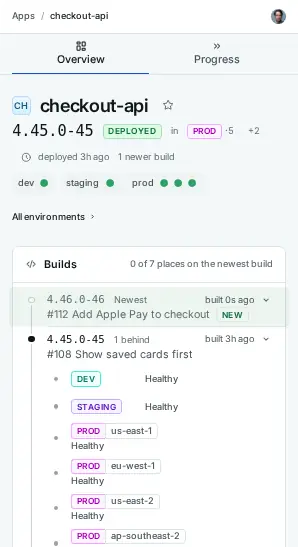 Apps / checkout-api
Overview
Progress
CH checkout-api
4.45.0-45 DEPLOYED in PROD ·5 +2
deployed 3h ago 1 newer build
dev staging prod
All environments ›
Builds 0 of 7 places on the newest build
4.46.0-46 Newest built 0s ago
#112 Add Apple Pay to checkout NEW
4.45.0-45 1 behind built 3h ago
#108 Show saved cards first
DEV Healthy
STAGING Healthy
PROD us-east-1
Healthy
PROD eu-west-1
Healthy
PROD us-east-2
Healthy
PROD ap-southeast-2